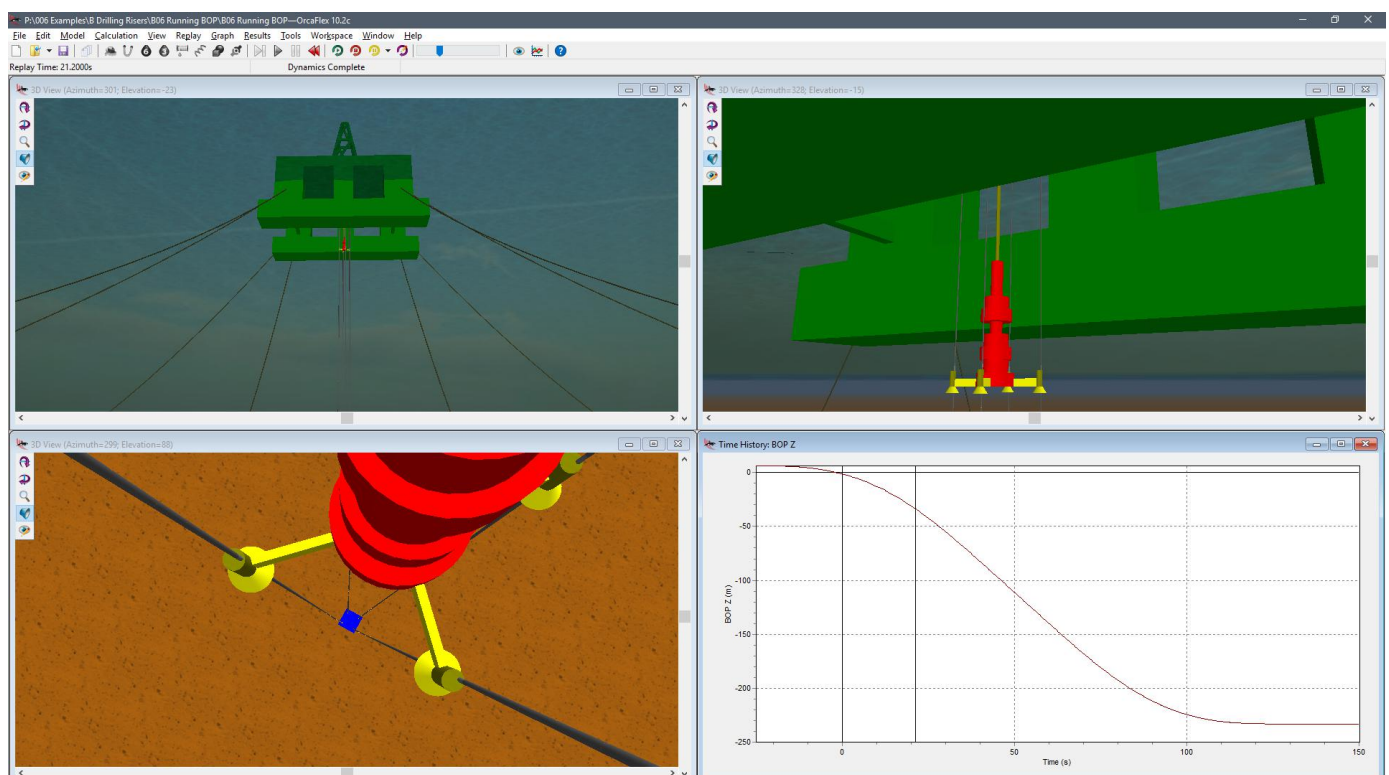 P:\006 Examples\B Drilling Risers\B06 Running BOP\B06 Running BOP—OrcaFlex 10.2c
File Edit Model Calculation View Replay Graph Results Tools Workspace Window Help
Replay Time: 21.2000s Dynamics Complete
3D View (Azimuth=301; Elevation=-23)
3D View (Azimuth=328; Elevation=-15)
3D View (Azimuth=299; Elevation=88)
Time History: BOP Z
0
-50
-100
-150
-200
-250
BOP Z (m)
0 50 100 150
Time (s)